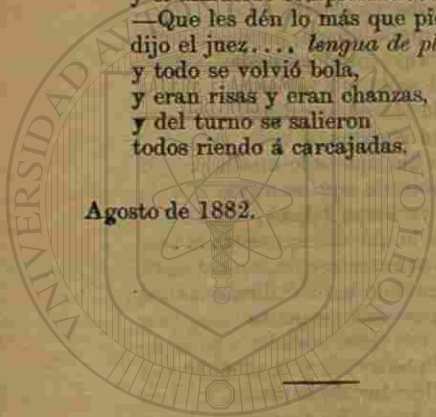 —Que les dén lo más que
dijo el juez.... lengua de
y todo se volvió bola,
y eran risas y eran chanzas,
y del turno se salieron
todos riendo á carcajadas.
Agosto de 1882.